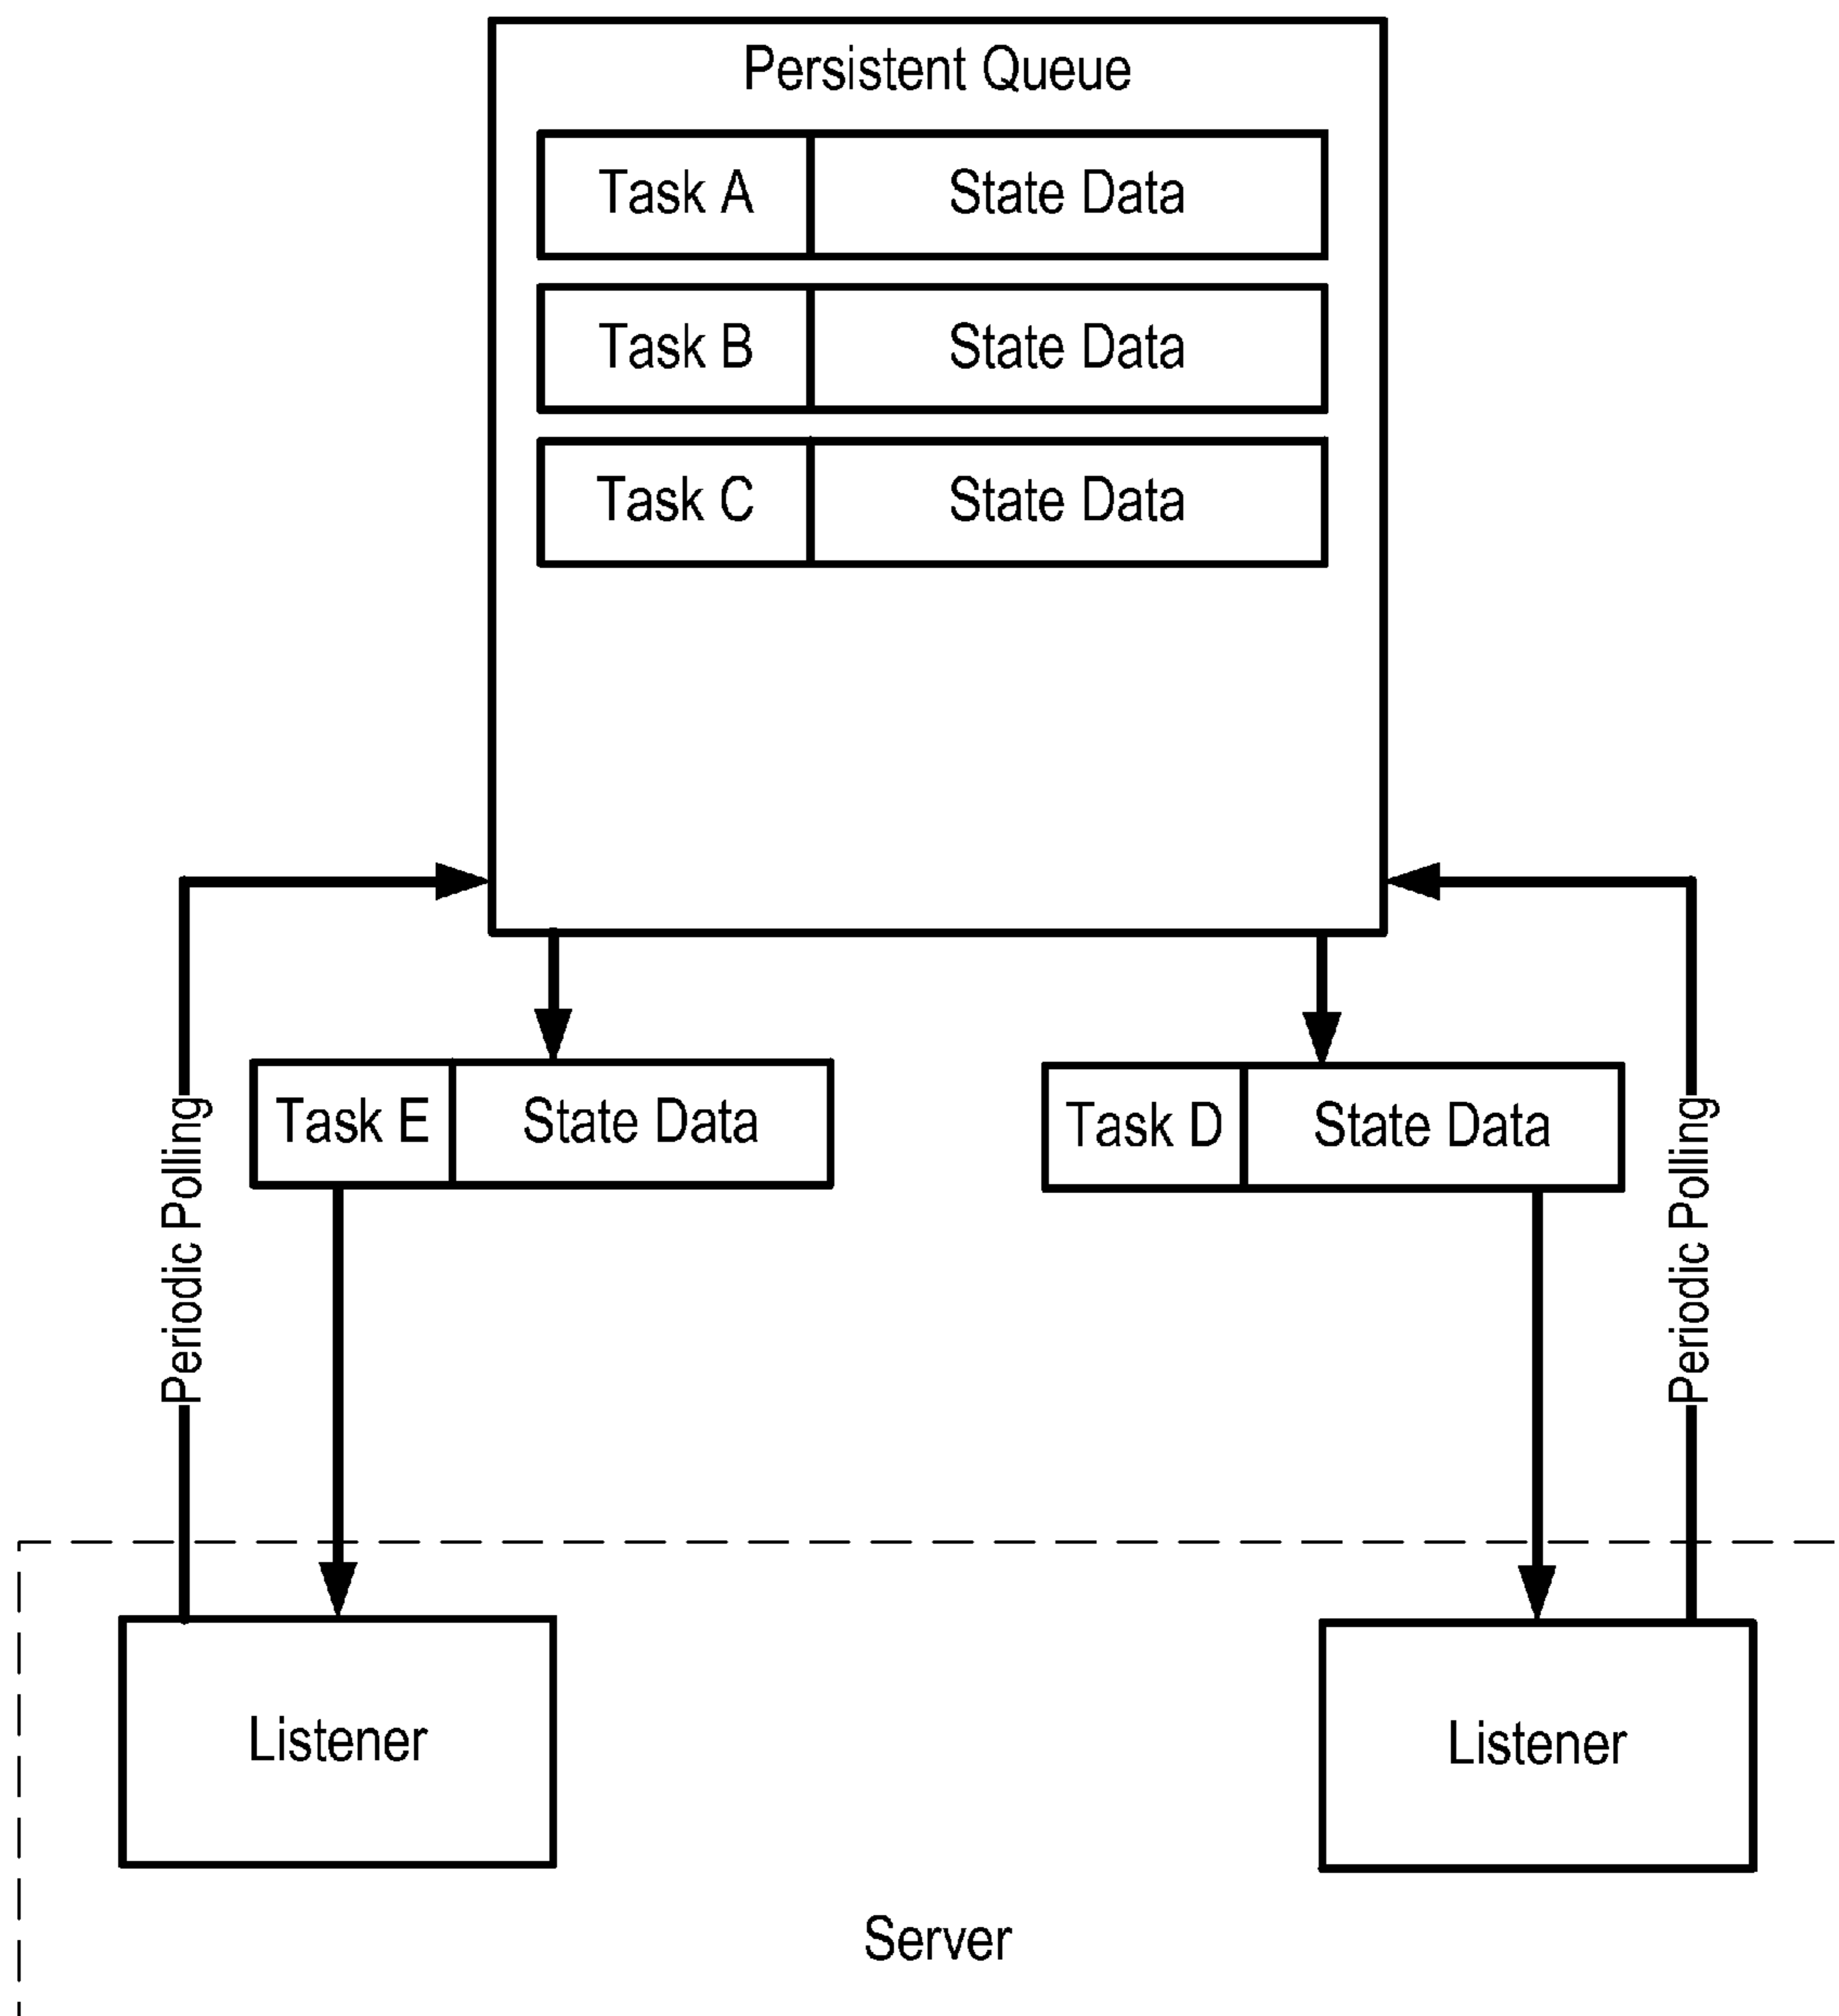 Persistent Queue
Task A State Data
Task B State Data
Task C State Data
Task E State Data
Task D State Data
Periodic Polling
Periodic Polling
Listener
Listener
Server